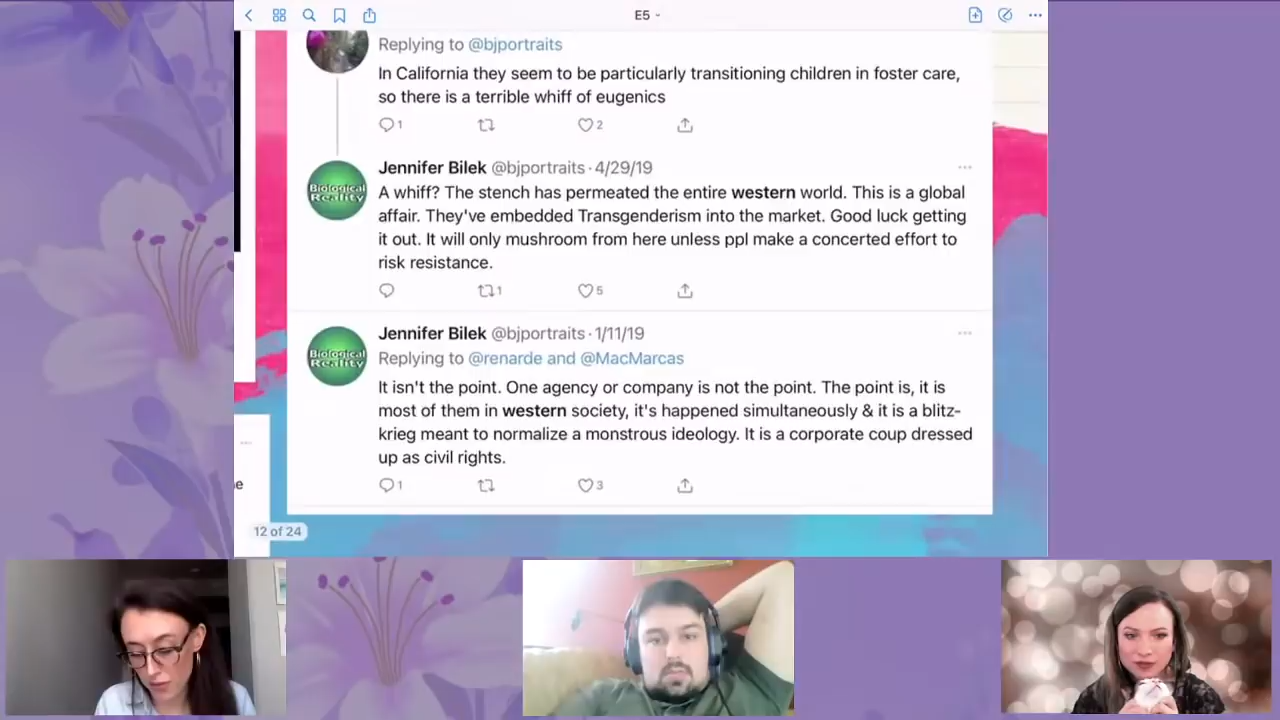 E5
Replying to @bjportraits
In California they seem to be particularly transitioning children in foster care,
so there is a terrible whiff of eugenics
1
2
Jennifer Bilek @bjportraits · 4/29/19
Biological
Reality
A whiff? The stench has permeated the entire western world. This is a global
affair. They've embedded Transgenderism into the market. Good luck getting
it out. It will only mushroom from here unless ppl make a concerted effort to
risk resistance.
1
5
Jennifer Bilek @bjportraits · 1/11/19
Biological
Reality
Replying to @renarde and @MacMarcas
It isn't the point. One agency or company is not the point. The point is, it is
most of them in western society, it's happened simultaneously & it is a blitz-
krieg meant to normalize a monstrous ideology. It is a corporate coup dressed
up as civil rights.
1
3
e
12 of 24